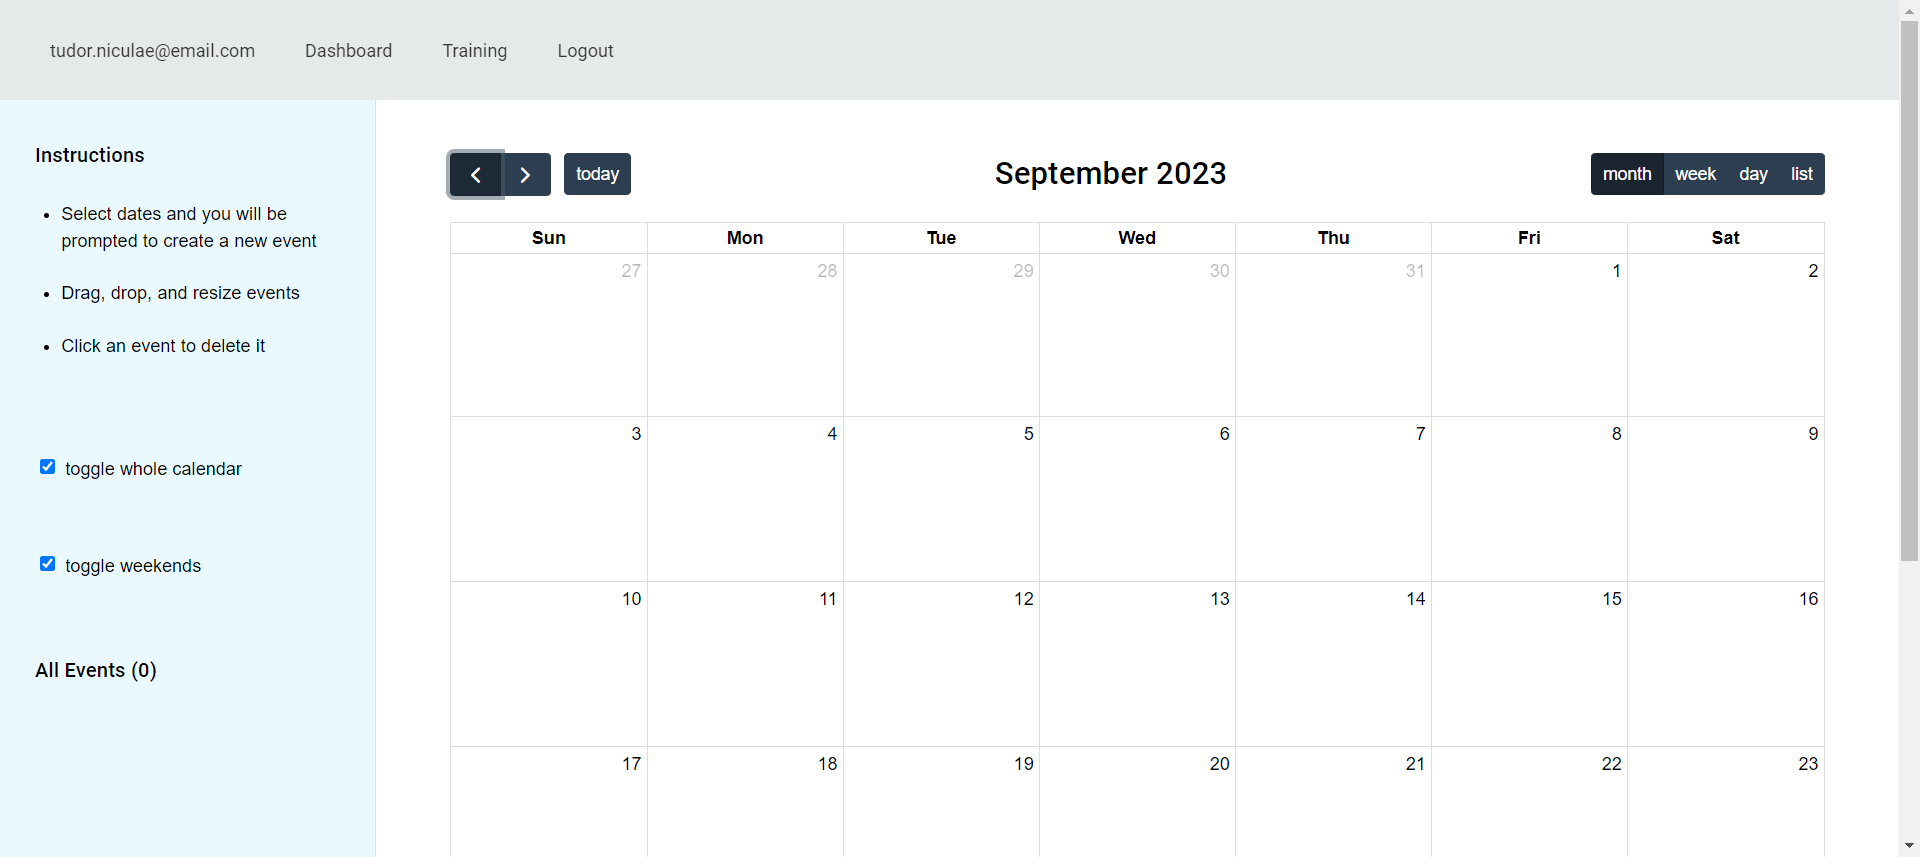 tudor.niculae@email.com Dashboard Training Logout
Instructions
Select dates and you will be
prompted to create a new event
Drag, drop, and resize events
Click an event to delete it
toggle whole calendar
toggle weekends
All Events (0)
today
September 2023
month week day list
Sun Mon Tue Wed Thu Fri Sat
27 28 29 30 31 1 2
3 4 5 6 7 8 9
10 11 12 13 14 15 16
17 18 19 20 21 22 23